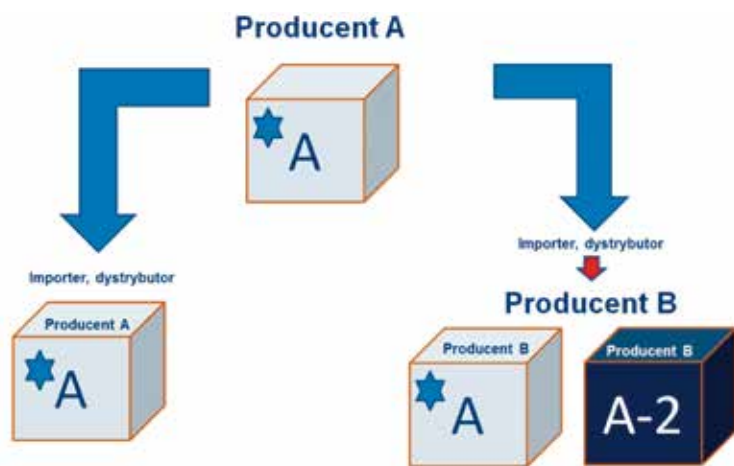 Producent A
A
Importer, dystrybutor
Producent A
A
Importer, dystrybutor
Producent B
Producent B
A
Producent B
A-2